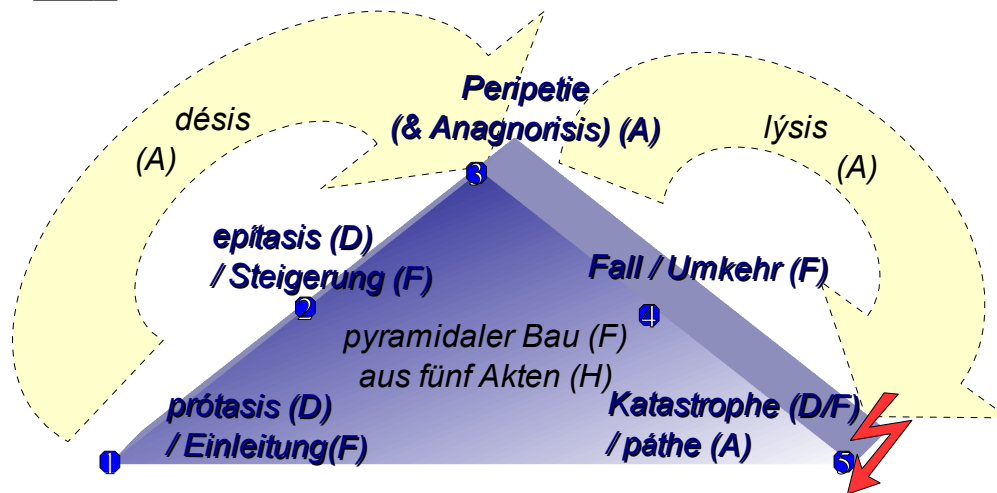 Peripetie
(& Anagnorisis) (A)
désis
(A)
lýsis
(A)
3
epítasis (D)
/ Steigerung (F)
2
Fall / Umkehr (F)
4
pyramidaler Bau (F)
aus fünf Akten (H)
prótasis (D)
/ Einleitung(F)
1
Katastrophe (D/F)
/ páthe (A)
5